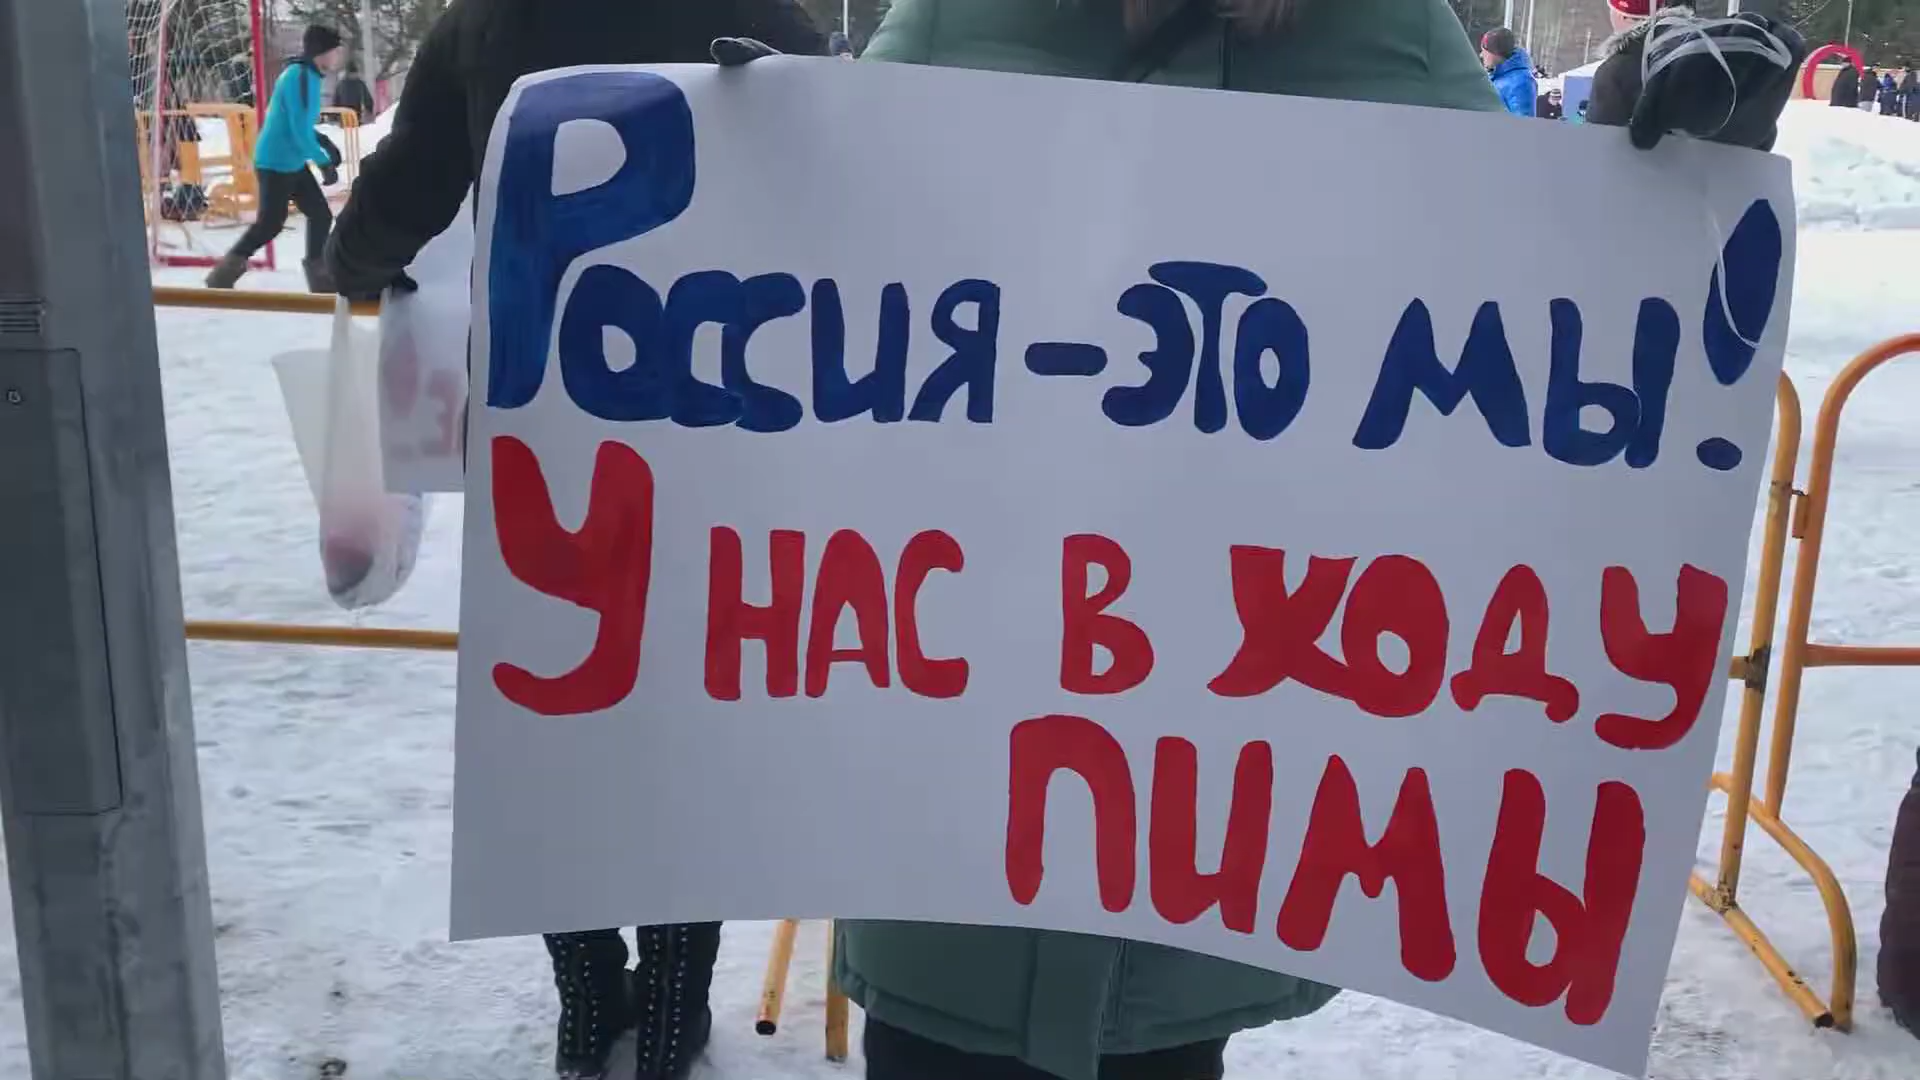 Россия-это мы!
У нас в ходу
пимы